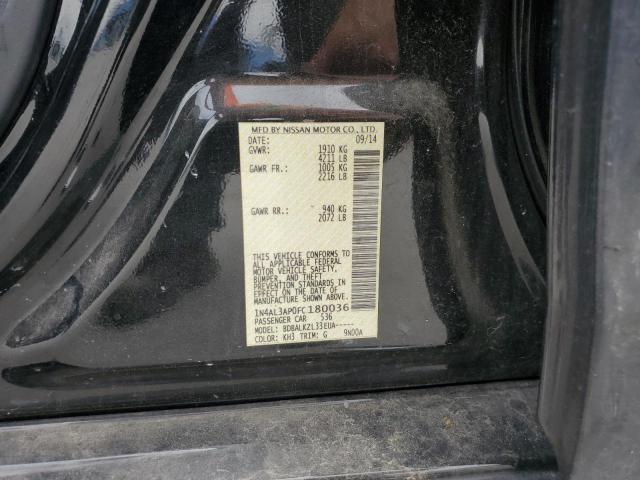 MFD BY NISSAN MOTOR CO., LTD.
DATE: 09/14
GVWR: 1910 KG
4211 LB
GAWR FR.: 1005 KG
2216 LB
GAWR RR.: 940 KG
2072 LB
THIS VEHICLE CONFORMS TO
ALL APPLICABLE FEDERAL
MOTOR VEHICLE SAFETY,
BUMPER, AND THEFT
PREVENTION STANDARDS IN
EFFECT ON THE DATE OF
MANUFACTURE SHOWN ABOVE.
1N4AL3AP0FC180036
PASSENGER CAR 536
MODEL: BDBALKZL33EUA-----
COLOR: KH3 TRIM: G 9N00A